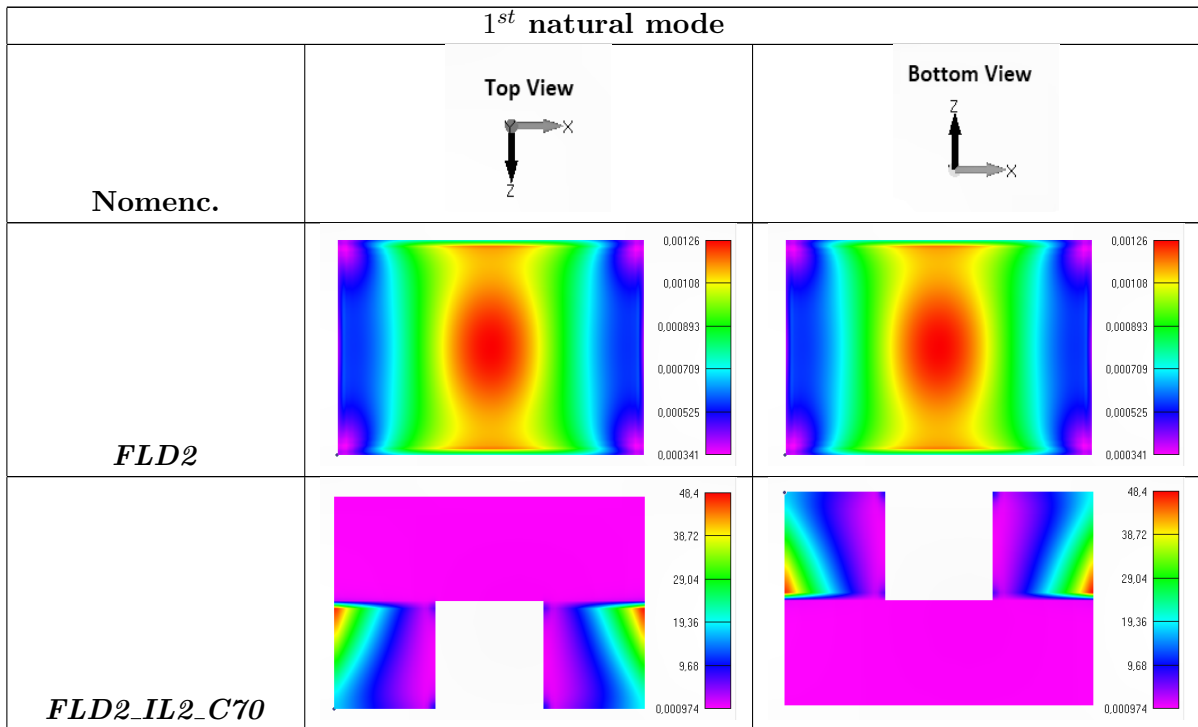 1st natural mode
Nomenc.
Top View
Y
X
Z
Bottom View
Z
X
FLD2
0,00126
0,00108
0,000893
0,000709
0,000525
0,000341
0,00126
0,00108
0,000893
0,000709
0,000525
0,000341
FLD2_IL2_C70
48,4
38,72
29,04
19,36
9,68
0,000974
48,4
38,72
29,04
19,36
9,68
0,000974